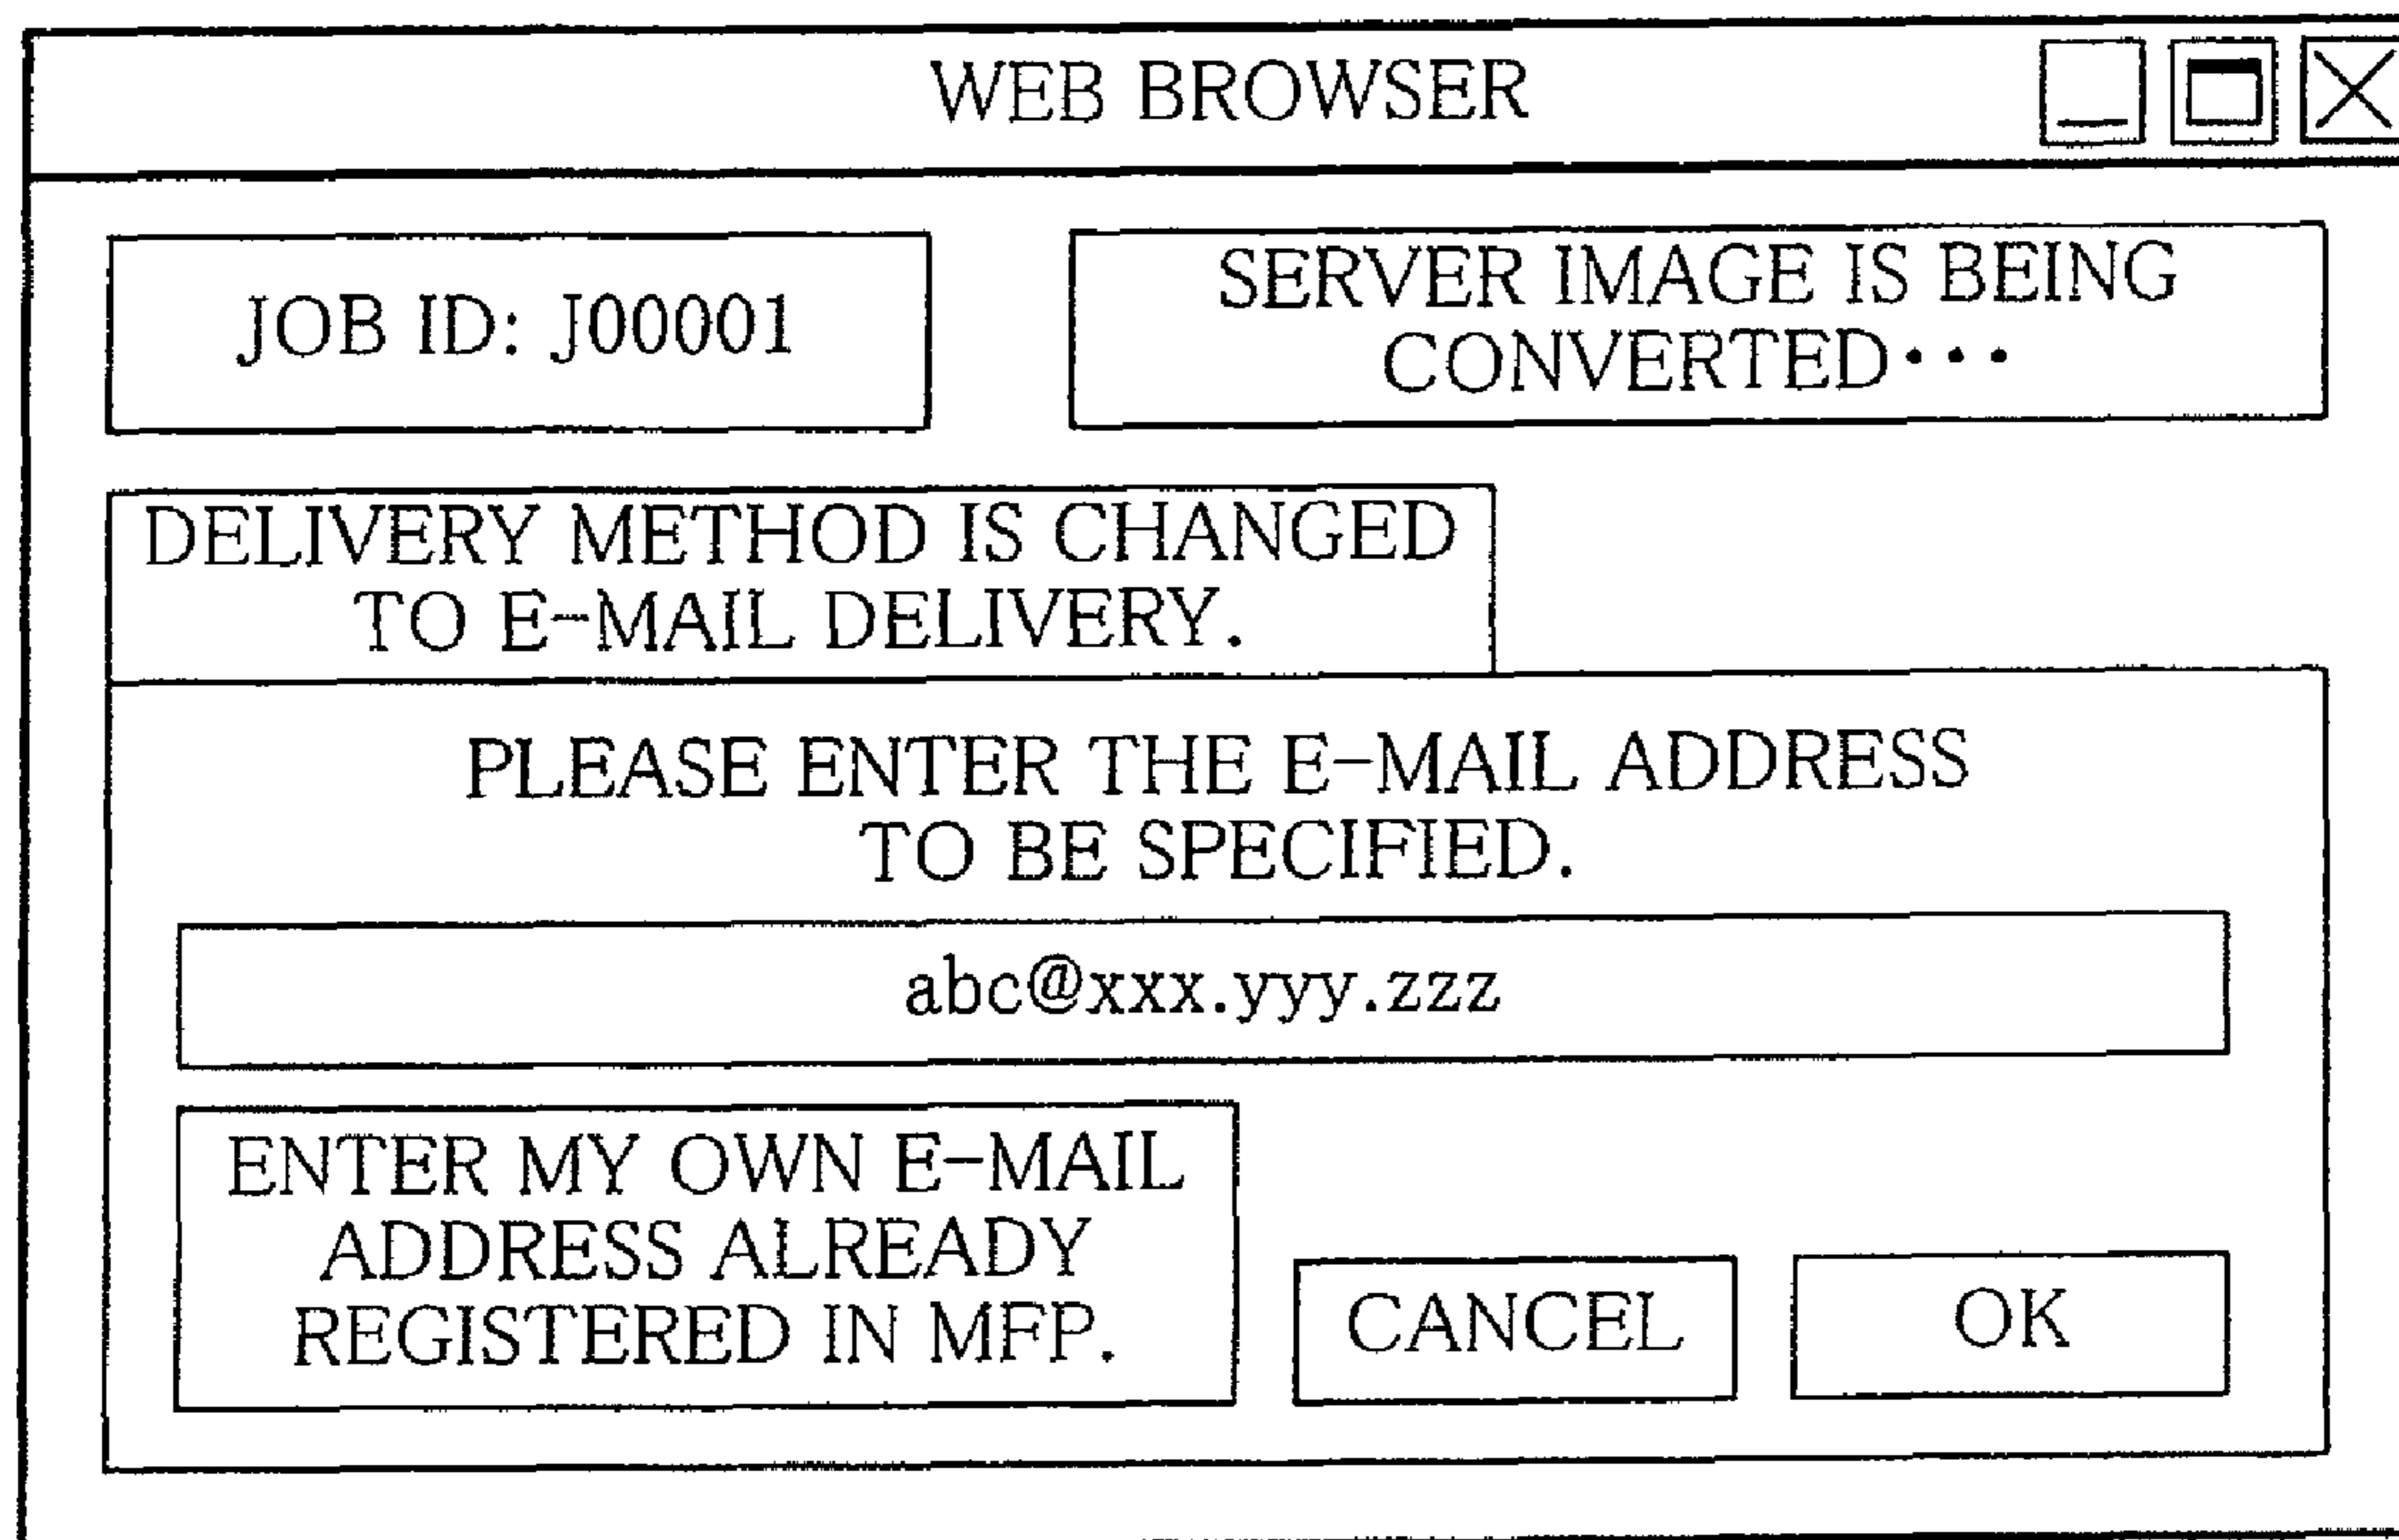 WEB BROWSER
JOB ID: J00001
SERVER IMAGE IS BEING
CONVERTED･･･
DELIVERY METHOD IS CHANGED
TO E-MAIL DELIVERY.
PLEASE ENTER THE E-MAIL ADDRESS
TO BE SPECIFIED.
abc@xxx.yyy.zzz
ENTER MY OWN E-MAIL
ADDRESS ALREADY
REGISTERED IN MFP.
CANCEL
OK